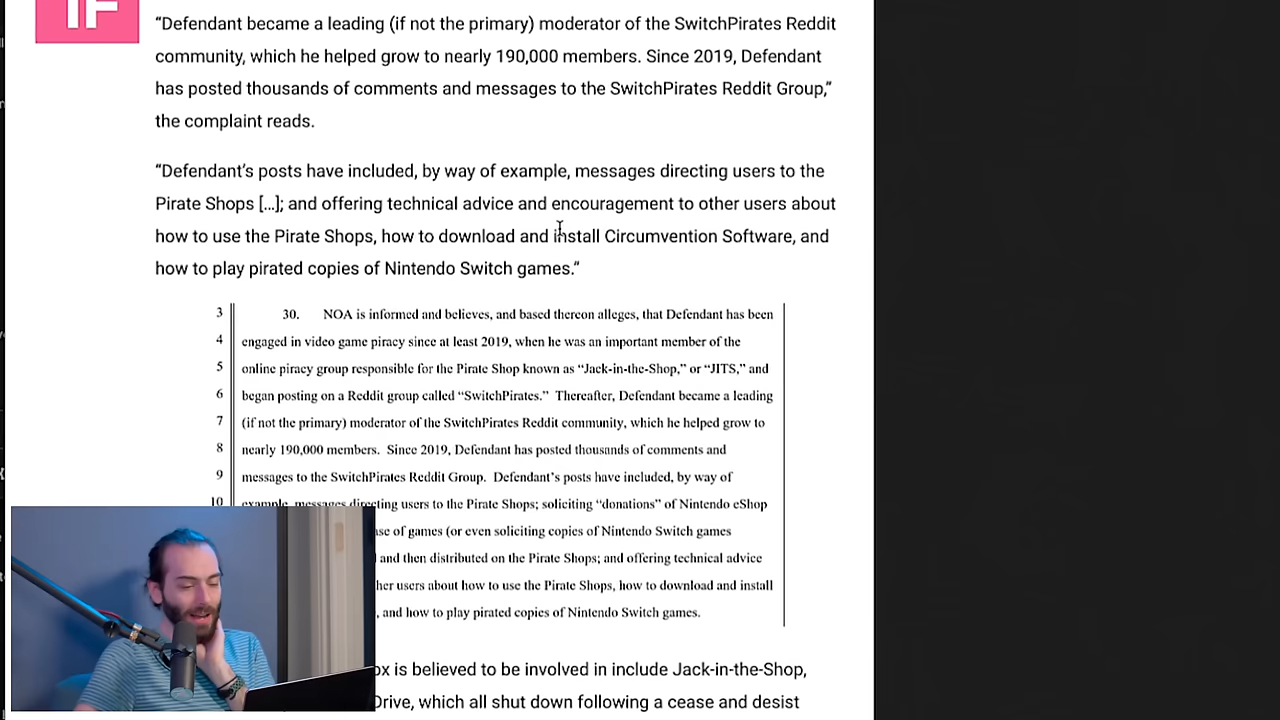 IF
“Defendant became a leading (if not the primary) moderator of the SwitchPirates Reddit
community, which he helped grow to nearly 190,000 members. Since 2019, Defendant
has posted thousands of comments and messages to the SwitchPirates Reddit Group,”
the complaint reads.
“Defendant’s posts have included, by way of example, messages directing users to the
Pirate Shops [...]; and offering technical advice and encouragement to other users about
how to use the Pirate Shops, how to download and install Circumvention Software, and
how to play pirated copies of Nintendo Switch games.”
3 30. NOA is informed and believes, and based thereon alleges, that Defendant has been
4 engaged in video game piracy since at least 2019, when he was an important member of the
5 online piracy group responsible for the Pirate Shop known as “Jack-in-the-Shop,” or “JITS,” and
6 began posting on a Reddit group called “SwitchPirates.” Thereafter, Defendant became a leading
7 (if not the primary) moderator of the SwitchPirates Reddit community, which he helped grow to
8 nearly 190,000 members. Since 2019, Defendant has posted thousands of comments and
9 messages to the SwitchPirates Reddit Group. Defendant’s posts have included, by way of
10 example, messages directing users to the Pirate Shops; soliciting “donations” of Nintendo eShop
of games (or even soliciting copies of Nintendo Switch games
and then distributed on the Pirate Shops; and offering technical advice
users about how to use the Pirate Shops, how to download and install
, and how to play pirated copies of Nintendo Switch games.
is believed to be involved in include Jack-in-the-Shop,
Drive, which all shut down following a cease and desist